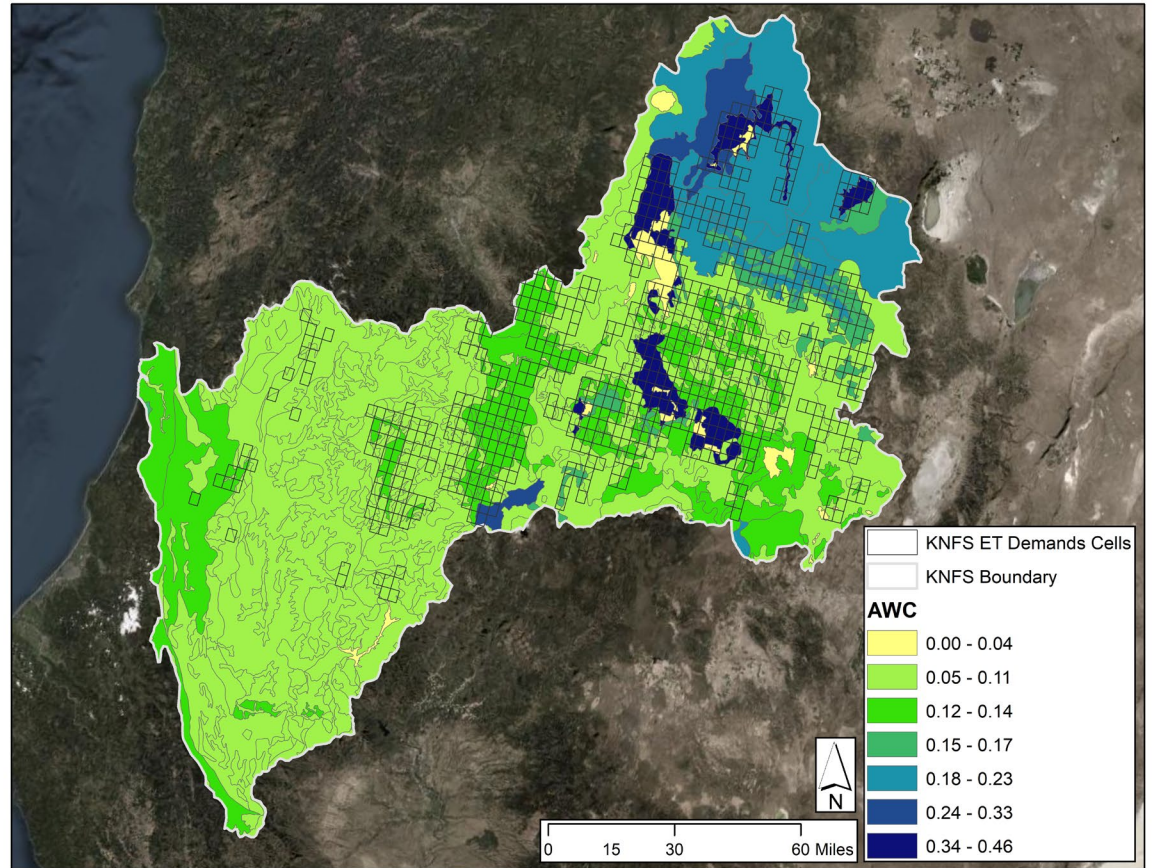 KNFS ET Demands Cells
KNFS Boundary
AWC
0.00 - 0.04
0.05 - 0.11
0.12 - 0.14
0.15 - 0.17
0.18 - 0.23
0.24 - 0.33
0.34 - 0.46
N
0 15 30 60 Miles